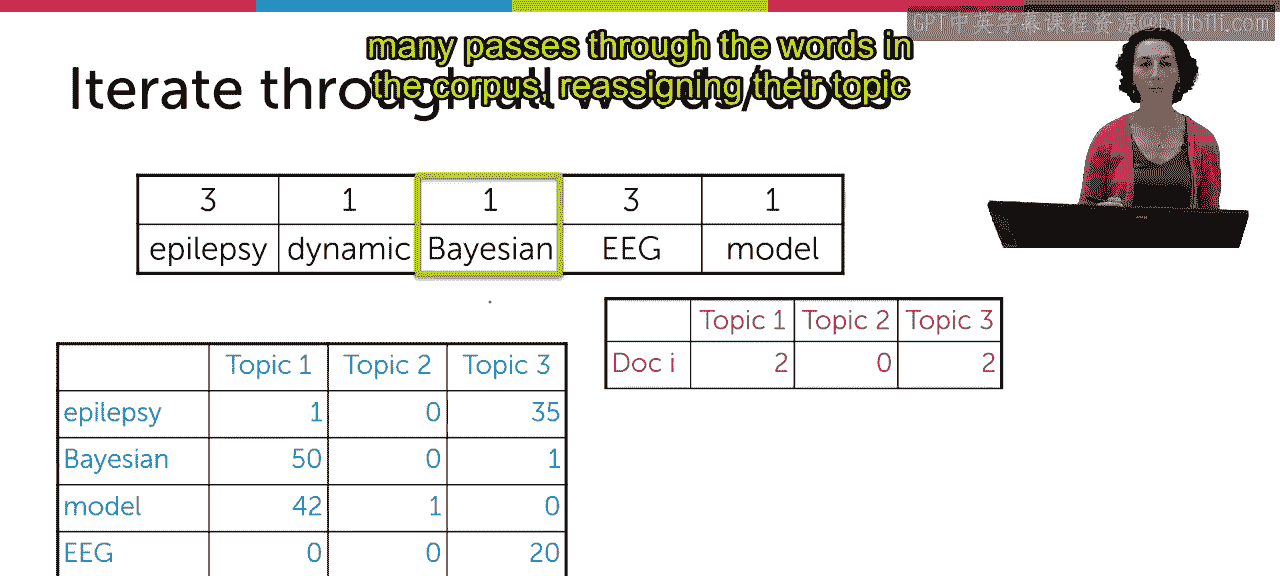 GPT中英字幕课程资源@bilibili.com
many passes through the words in
the corpus, reassigning their topic
Iterate through all words/docs
3 1 1 3 1
epilepsy dynamic Bayesian EEG model
Topic 1 Topic 2 Topic 3
Doc i 2 0 2
Topic 1 Topic 2 Topic 3
epilepsy 1 0 35
Bayesian 50 0 1
model 42 1 0
EEG 0 0 20